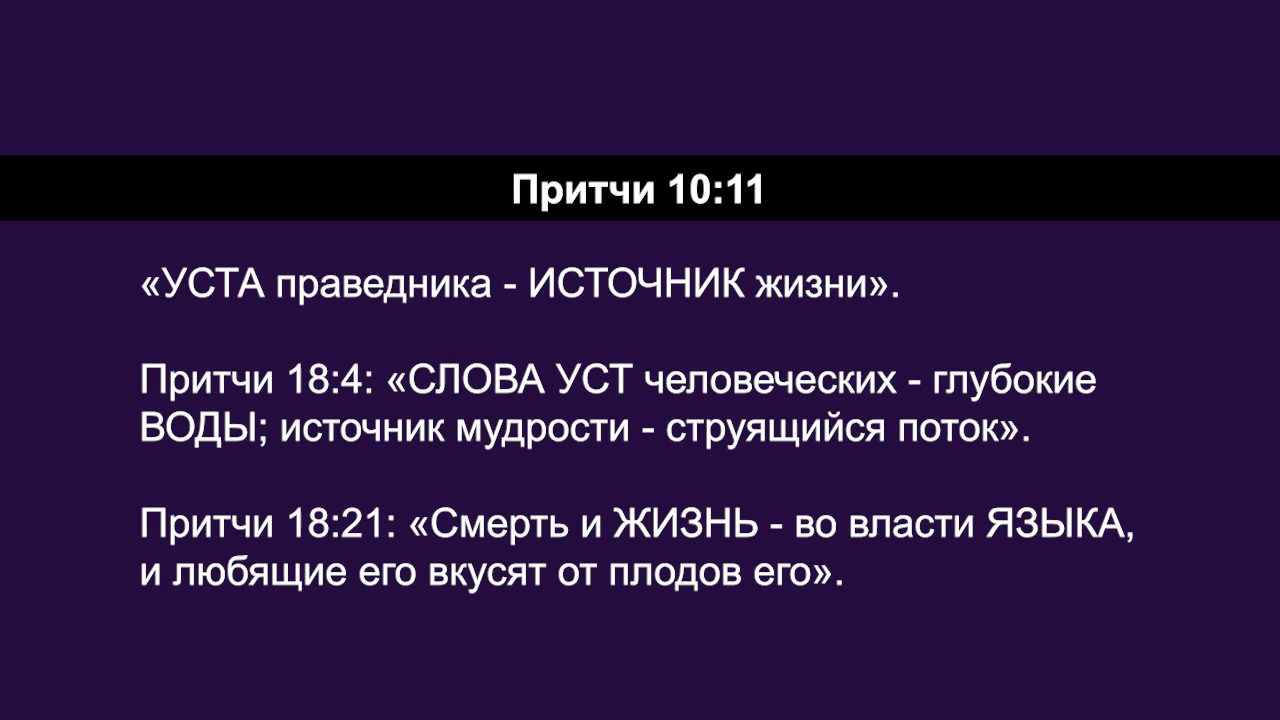 Притчи 10:11
«УСТА праведника - ИСТОЧНИК жизни».
Притчи 18:4: «СЛОВА УСТ человеческих - глубокие
ВОДЫ; источник мудрости - струящийся поток».
Притчи 18:21: «Смерть и ЖИЗНЬ - во власти ЯЗЫКА,
и любящие его вкусят от плодов его».